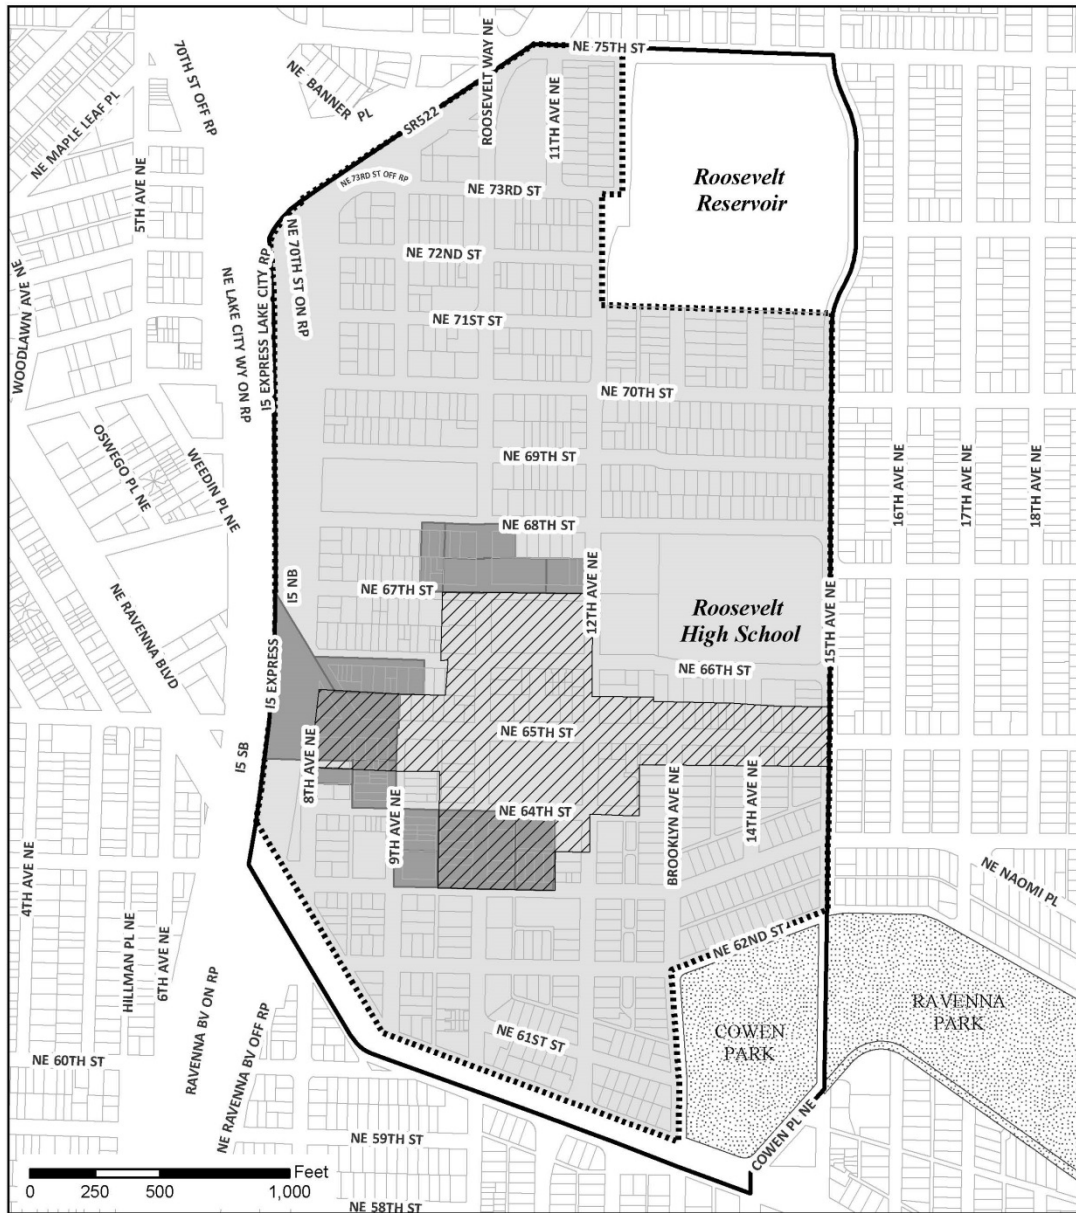 NE 75TH ST
70TH ST OFF RP
ROOSEVELT WAY NE
NE BANNER PL
NE MAPLE LEAF PL
11TH AVE NE
SR522
NE 73RD ST OFF RP
NE 73RD ST
Roosevelt
Reservoir
5TH AVE NE
NE 72ND ST
NE 70TH ST ON RP
I5 EXPRESS LAKE CITY RP
NE LAKE CITY WY ON RP
WOODLAWN AVE NE
NE 71ST ST
NE 70TH ST
OSWEGO PL NE
WEEDIN PL NE
NE 69TH ST
16TH AVE NE
17TH AVE NE
18TH AVE NE
NE 68TH ST
I5 NB
NE 67TH ST
12TH AVE NE
Roosevelt
High School
15TH AVE NE
NE RAVENNA BLVD
NE 66TH ST
I5 EXPRESS
I5 SB
NE 65TH ST
8TH AVE NE
9TH AVE NE
NE 64TH ST
BROOKLYN AVE NE
14TH AVE NE
4TH AVE NE
HILLMAN PL NE
6TH AVE NE
NE NAOMI PL
NE 62ND ST
RAVENNA
PARK
COWEN
PARK
RAVENNA BV ON RP
NE RAVENNA BV OFF RP
NE 61ST ST
NE 60TH ST
COWEN PL NE
NE 59TH ST
Feet
0 250 500 1,000
NE 58TH ST